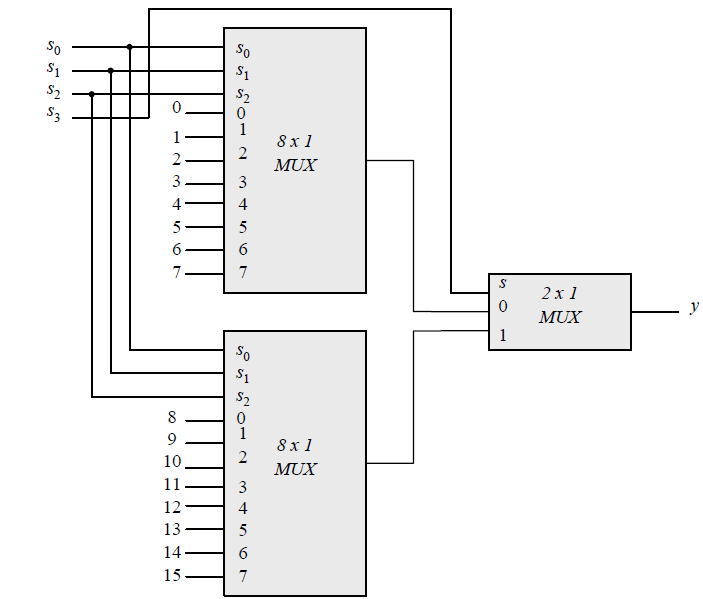 s0
s1
s2
s3
s0
s1
s2
0 0
1 1
2 2
3 3
4 4
5 5
6 6
7 7
8 x 1
MUX
s
0
1
2 x 1
MUX
y
s0
s1
s2
8 0
9 1
10 2
11 3
12 4
13 5
14 6
15 7
8 x 1
MUX